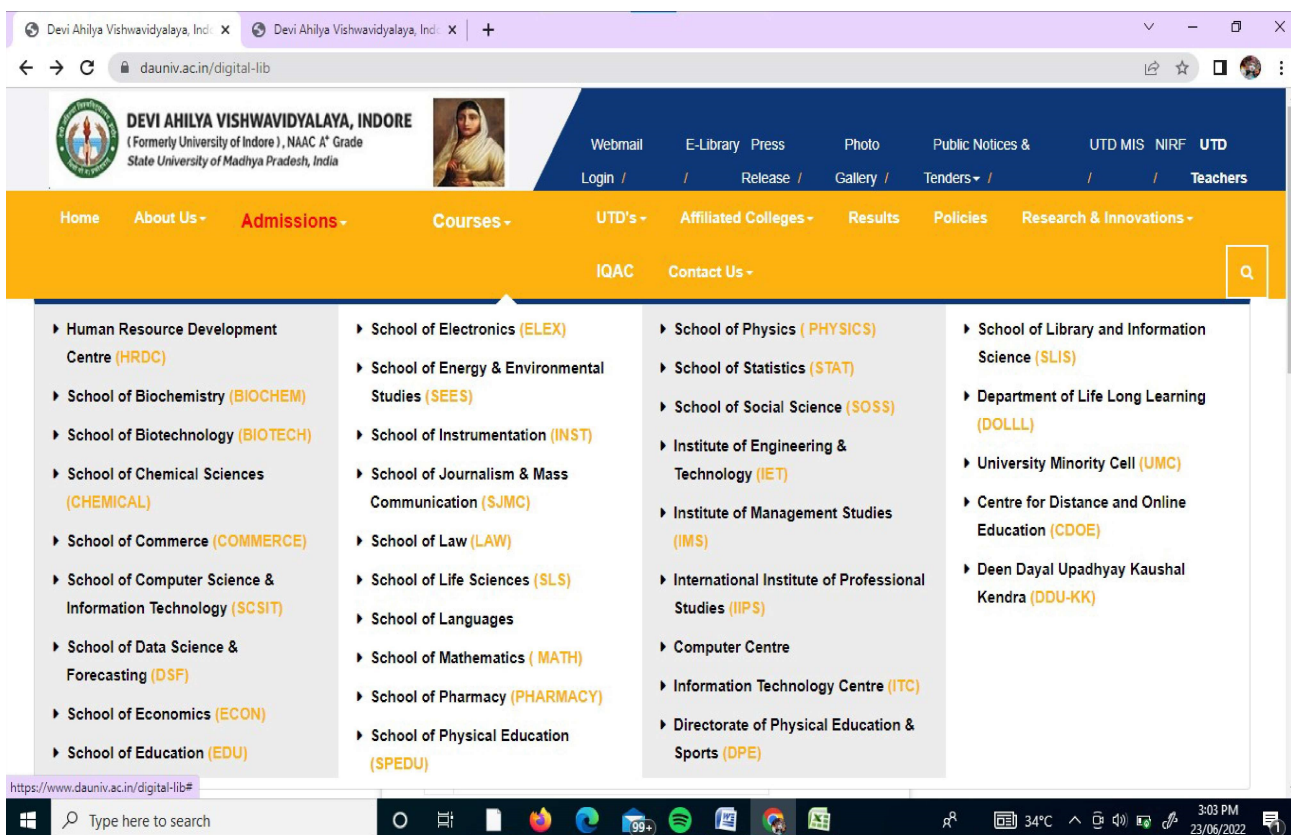 Devi Ahilya Vishwavidyalaya, Indo
Devi Ahilya Vishwavidyalaya, Indo
dauniv.ac.in/digital-lib
DEVI AHILYA VISHWAVIDYALAYA, INDORE
( Formerly University of Indore ), NAAC A+ Grade
State University of Madhya Pradesh, India
Webmail E-Library Press Photo Public Notices & UTD MIS NIRF UTD
Login / / Release / Gallery / Tenders / / / Teachers
Home About Us Admissions Courses UTD's Affiliated Colleges Results Policies Research & Innovations
IQAC Contact Us
Human Resource Development
Centre (HRDC)
School of Biochemistry (BIOCHEM)
School of Biotechnology (BIOTECH)
School of Chemical Sciences
(CHEMICAL)
School of Commerce (COMMERCE)
School of Computer Science &
Information Technology (SCSIT)
School of Data Science &
Forecasting (DSF)
School of Economics (ECON)
School of Education (EDU)
School of Electronics (ELEX)
School of Energy & Environmental
Studies (SEES)
School of Instrumentation (INST)
School of Journalism & Mass
Communication (SJMC)
School of Law (LAW)
School of Life Sciences (SLS)
School of Languages
School of Mathematics ( MATH)
School of Pharmacy (PHARMACY)
School of Physical Education
(SPEDU)
School of Physics ( PHYSICS)
School of Statistics (STAT)
School of Social Science (SOSS)
Institute of Engineering &
Technology (IET)
Institute of Management Studies
(IMS)
International Institute of Professional
Studies (IIPS)
Computer Centre
Information Technology Centre (ITC)
Directorate of Physical Education &
Sports (DPE)
School of Library and Information
Science (SLIS)
Department of Life Long Learning
(DOLLL)
University Minority Cell (UMC)
Centre for Distance and Online
Education (CDOE)
Deen Dayal Upadhyay Kaushal
Kendra (DDU-KK)
https://www.dauniv.ac.in/digital-lib#
Type here to search
99+
34°C
3:03 PM
23/06/2022
1